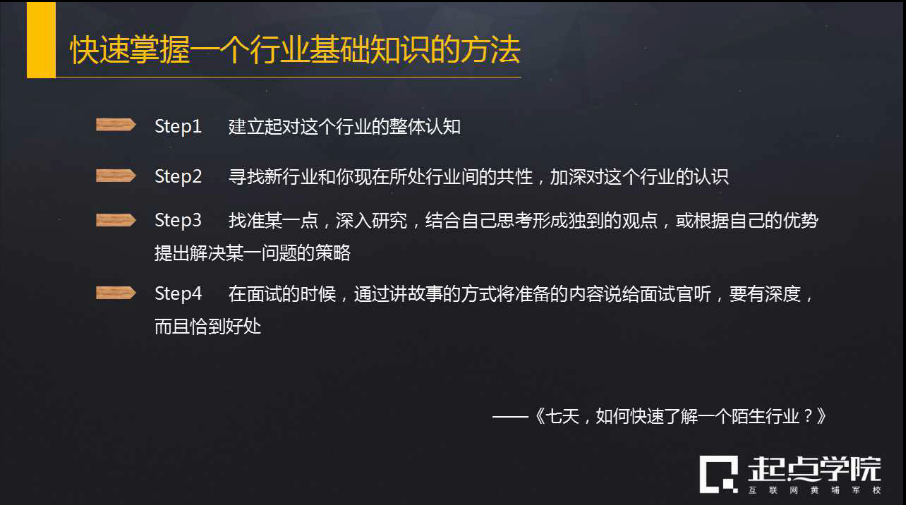 快速掌握一个行业基础知识的方法
Step1 建立起对这个行业的整体认知
Step2 寻找新行业和你现在所处行业间的共性，加深对这个行业的认识
Step3 找准某一点，深入研究，结合自己思考形成独到的观点，或根据自己的优势
提出解决某一问题的策略
Step4 在面试的时候，通过讲故事的方式将准备的内容说给面试官听，要有深度，
而且恰到好处
——《七天，如何快速了解一个陌生行业？》
起点学院
互联网黄埔军校